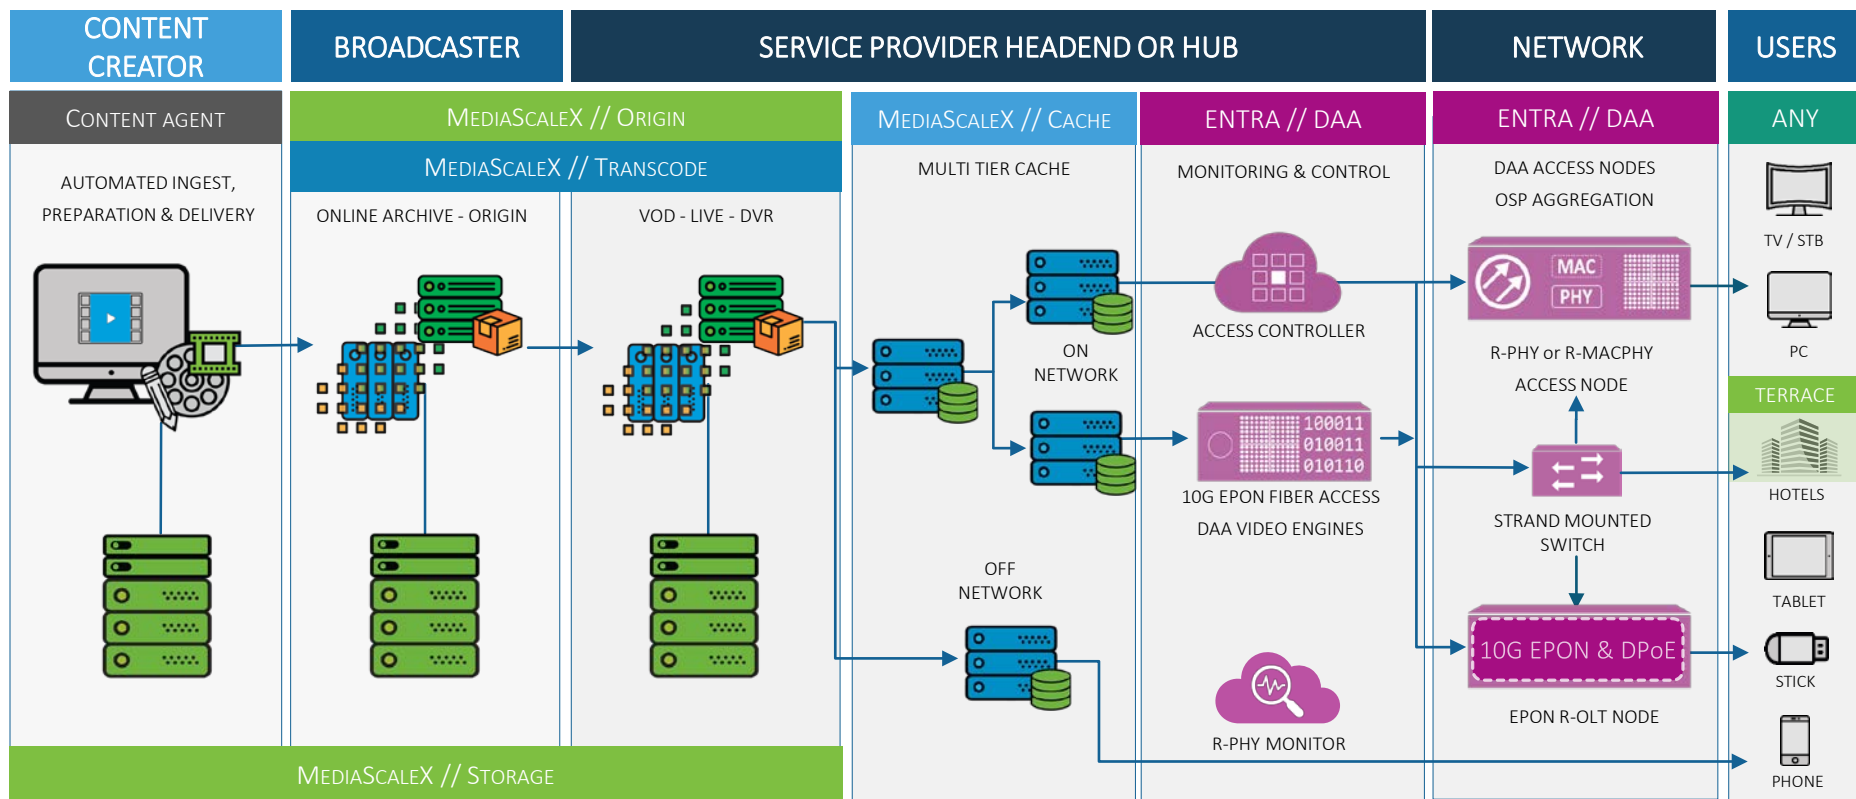 CONTENT
CREATOR
BROADCASTER
SERVICE PROVIDER HEADEND OR HUB
NETWORK
USERS
CONTENT AGENT
MEDIASCALEX // ORIGIN
MEDIASCALEX // TRANSCODE
MEDIASCALEX // CACHE
ENTRA // DAA
ENTRA // DAA
ANY
AUTOMATED INGEST,
PREPARATION & DELIVERY
ONLINE ARCHIVE - ORIGIN
VOD - LIVE - DVR
MULTI TIER CACHE
ON
NETWORK
OFF
NETWORK
MONITORING & CONTROL
ACCESS CONTROLLER
100011
010011
010110
10G EPON FIBER ACCESS
DAA VIDEO ENGINES
R-PHY MONITOR
DAA ACCESS NODES
OSP AGGREGATION
MAC
PHY
R-PHY or R-MACPHY
ACCESS NODE
STRAND MOUNTED
SWITCH
10G EPON & DPoE
EPON R-OLT NODE
TV / STB
PC
TERRACE
HOTELS
TABLET
STICK
PHONE
MEDIASCALEX // STORAGE